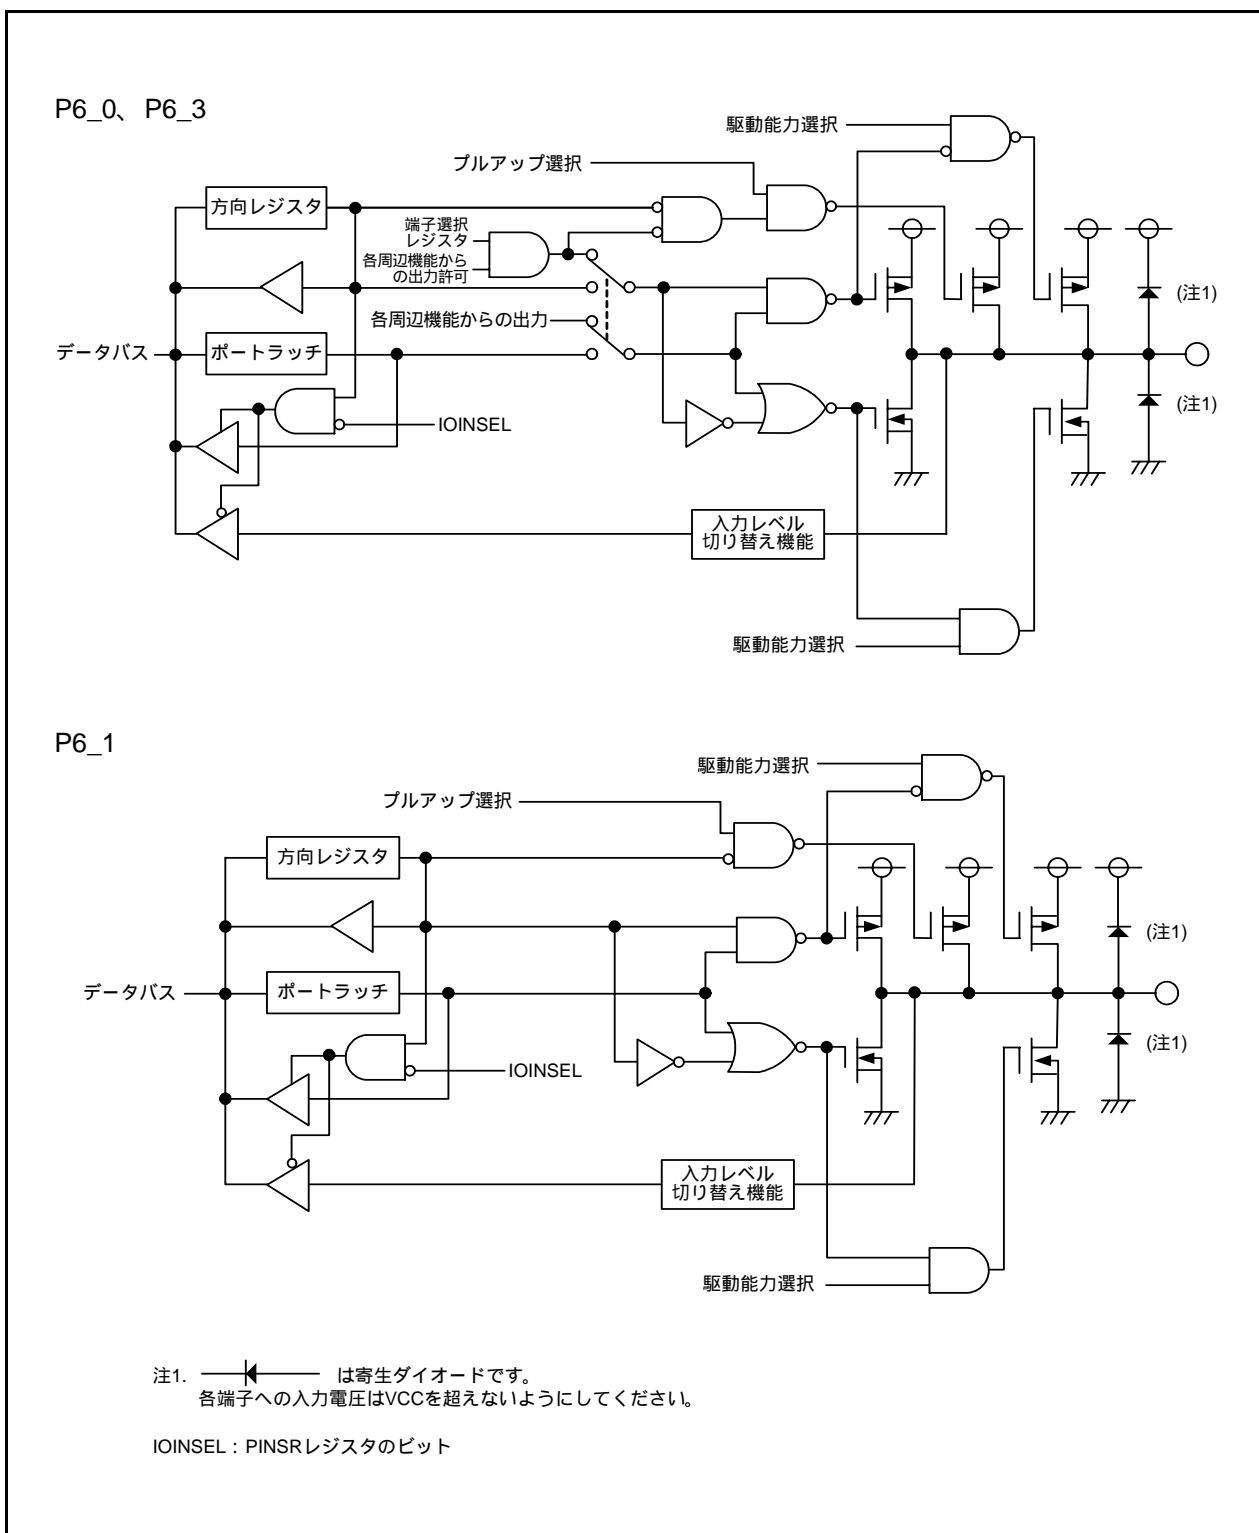 P6_0、P6_3
駆動能力選択
プルアップ選択
方向レジスタ
端子選択
レジスタ
各周辺機能から
の出力許可
(注1)
各周辺機能からの出力
データバス
ポートラッチ
(注1)
IOINSEL
入力レベル
切り替え機能
駆動能力選択
P6_1
駆動能力選択
プルアップ選択
方向レジスタ
(注1)
データバス
ポートラッチ
(注1)
IOINSEL
入力レベル
切り替え機能
駆動能力選択
注1. は寄生ダイオードです。
各端子への入力電圧はVCCを超えないようにしてください。
IOINSEL：PINSRレジスタのビット